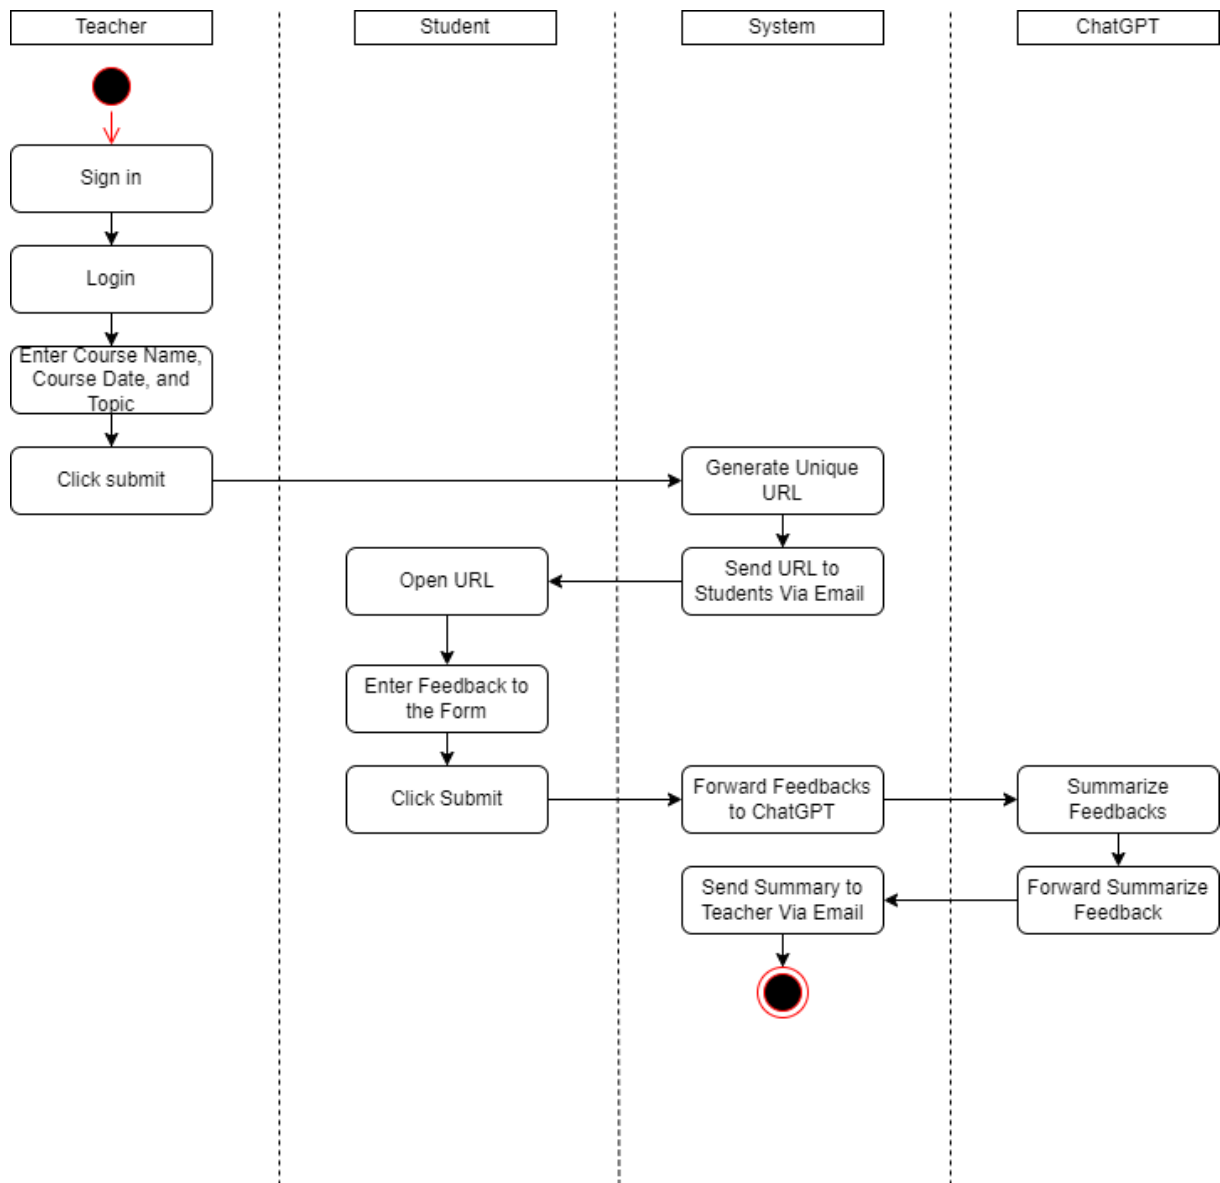 Teacher
Student
System
ChatGPT
Sign in
Login
Enter Course Name,
Course Date, and
Topic
Click submit
Generate Unique
URL
Open URL
Send URL to
Students Via Email
Enter Feedback to
the Form
Click Submit
Forward Feedbacks
to ChatGPT
Summarize
Feedbacks
Send Summary to
Teacher Via Email
Forward Summarize
Feedback